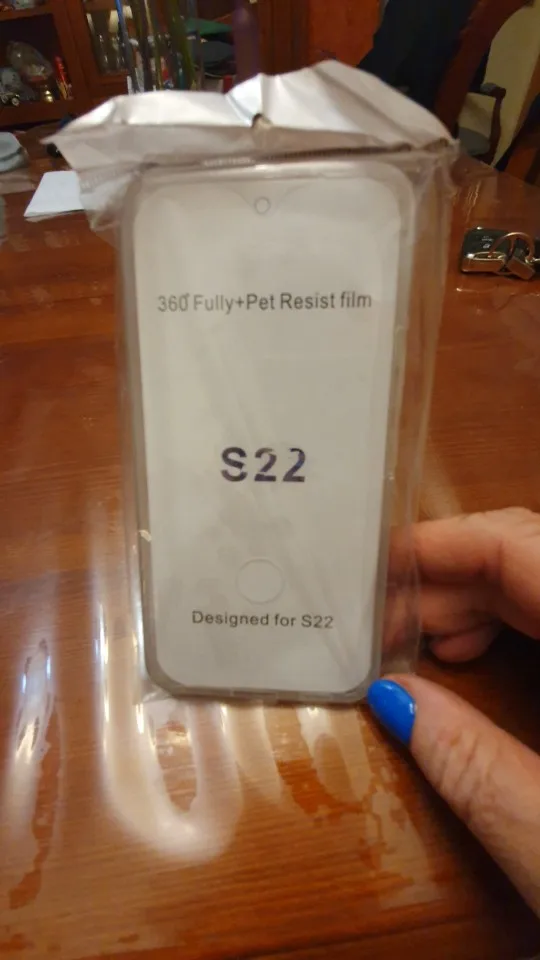 360 Fully+Pet Resist film
S22
Designed for S22